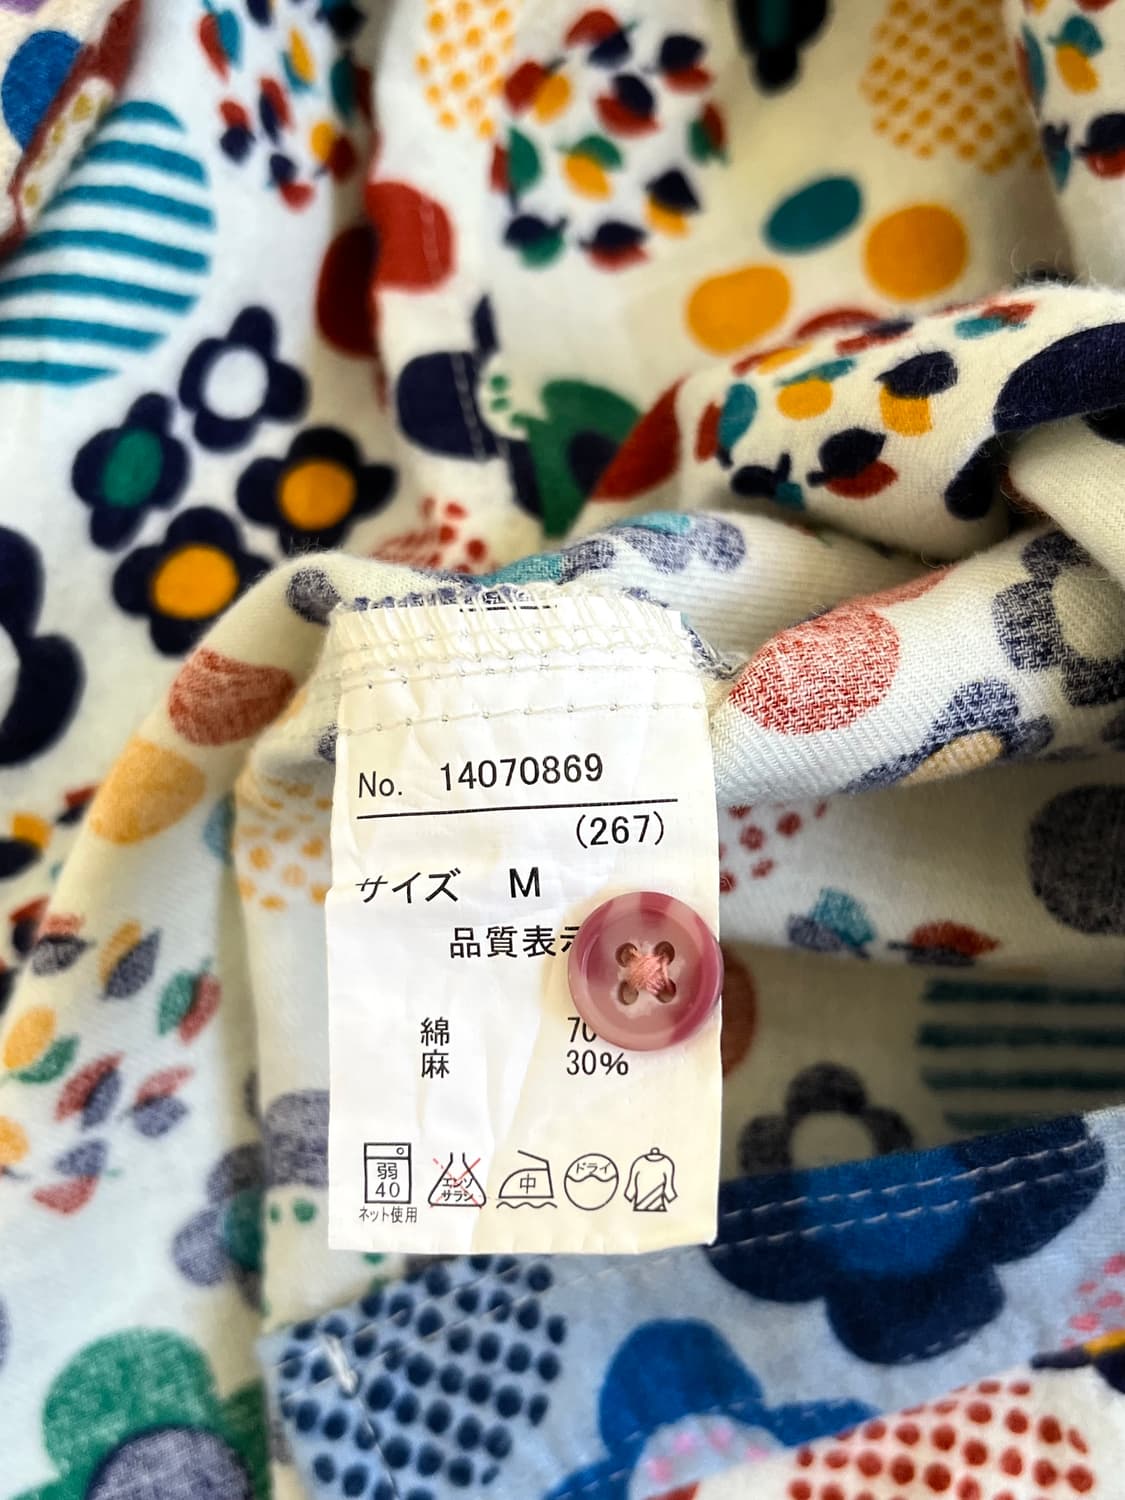 No. 14070869
(267)
サイズ M
品質表示
綿 70
麻 30%
弱
40
ネット使用
エンソ
サラシ
中
ドライ